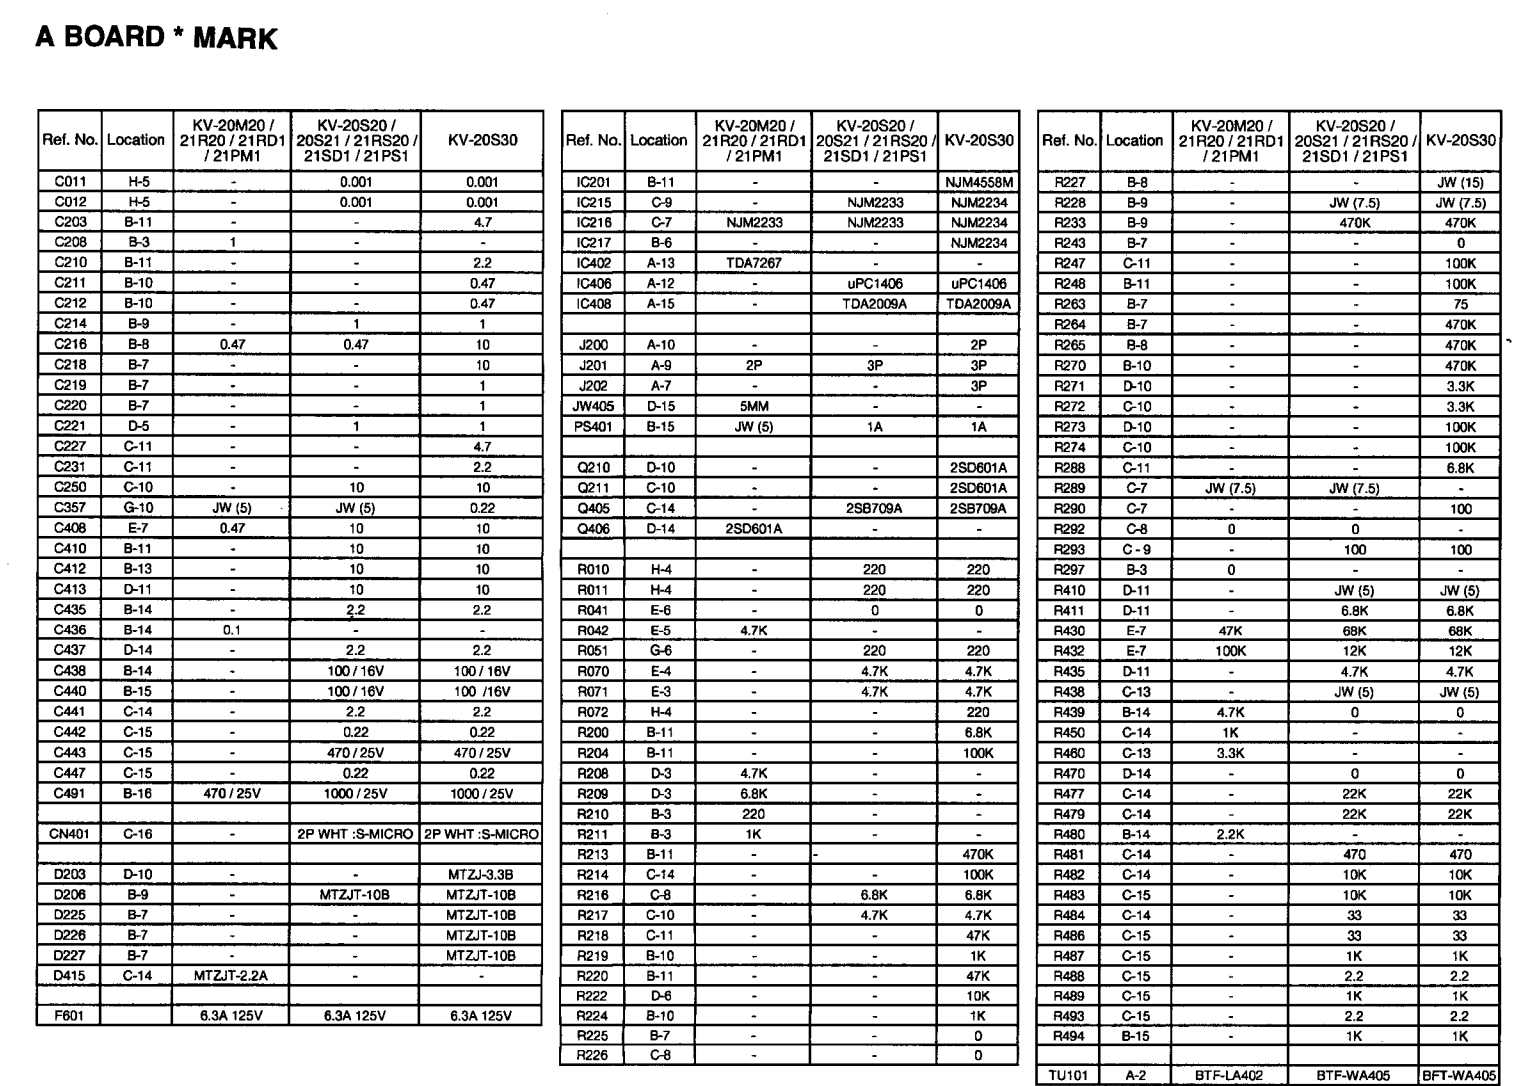 A BOARD * MARK
Ref. No. Location KV-20M20 / 21R20 / 21RD1 / 21PM1 KV-20S20 / 20S21 / 21RS20 / 21SD1 / 21PS1 KV-20S30
C011 H-5 - 0.001 0.001
C012 H-5 - 0.001 0.001
C203 B-11 - - 4.7
C208 B-3 1 - -
C210 B-11 - - 2.2
C211 B-10 - - 0.47
C212 B-10 - - 0.47
C214 B-9 - 1 1
C216 B-8 0.47 0.47 10
C218 B-7 - - 10
C219 B-7 - - 1
C220 B-7 - - 1
C221 D-5 - 1 1
C227 C-11 - - 4.7
C231 C-11 - - 2.2
C250 C-10 - 10 10
C357 G-10 JW (5) JW (5) 0.22
C408 E-7 0.47 10 10
C410 B-11 - 10 10
C412 B-13 - 10 10
C413 D-11 - 10 10
C435 B-14 - 2.2 2.2
C436 B-14 0.1 - -
C437 D-14 - 2.2 2.2
C438 B-14 - 100 / 16V 100 / 16V
C440 B-15 - 100 / 16V 100 /16V
C441 C-14 - 2.2 2.2
C442 C-15 - 0.22 0.22
C443 C-15 - 470 / 25V 470 / 25V
C447 C-15 - 0.22 0.22
C491 B-16 470 / 25V 1000 / 25V 1000 / 25V
CN401 C-16 - 2P WHT :S-MICRO 2P WHT :S-MICRO
D203 D-10 - - MTZJ-3.3B
D206 B-9 - MTZJT-10B MTZJT-10B
D225 B-7 - - MTZJT-10B
D226 B-7 - - MTZJT-10B
D227 B-7 - - MTZJT-10B
D415 C-14 MTZJT-2.2A - -
F601 6.3A 125V 6.3A 125V 6.3A 125V
Ref. No. Location KV-20M20 / 21R20 / 21RD1 / 21PM1 KV-20S20 / 20S21 / 21RS20 / 21SD1 / 21PS1 KV-20S30
IC201 B-11 - - NJM4558M
IC215 C-9 - NJM2233 NJM2234
IC216 C-7 NJM2233 NJM2233 NJM2234
IC217 B-6 - - NJM2234
IC402 A-13 TDA7267 - -
IC406 A-12 - uPC1406 uPC1406
IC408 A-15 - TDA2009A TDA2009A
J200 A-10 - - 2P
J201 A-9 2P 3P 3P
J202 A-7 - - 3P
JW405 D-15 5MM - -
PS401 B-15 JW (5) 1A 1A
Q210 D-10 - - 2SD601A
Q211 C-10 - - 2SD601A
Q405 C-14 - 2SB709A 2SB709A
Q406 D-14 2SD601A - -
R010 H-4 - 220 220
R011 H-4 - 220 220
R041 E-6 - 0 0
R042 E-5 4.7K - -
R051 G-6 - 220 220
R070 E-4 - 4.7K 4.7K
R071 E-3 - 4.7K 4.7K
R072 H-4 - - 220
R200 B-11 - - 6.8K
R204 B-11 - - 100K
R208 D-3 4.7K - -
R209 D-3 6.8K - -
R210 B-3 220 - -
R211 B-3 1K - -
R213 B-11 - - 470K
R214 C-14 - - 100K
R216 C-8 - 6.8K 6.8K
R217 C-10 - 4.7K 4.7K
R218 C-11 - - 47K
R219 B-10 - - 1K
R220 B-11 - - 47K
R222 D-6 - - 10K
R224 B-10 - - 1K
R225 B-7 - - 0
R226 C-8 - - 0
Ref. No. Location KV-20M20 / 21R20 / 21RD1 / 21PM1 KV-20S20 / 20S21 / 21RS20 / 21SD1 / 21PS1 KV-20S30
R227 B-8 - - JW (15)
R228 B-9 - JW (7.5) JW (7.5)
R233 B-9 - 470K 470K
R243 B-7 - - 0
R247 C-11 - - 100K
R248 B-11 - - 100K
R263 B-7 - - 75
R264 B-7 - - 470K
R265 B-8 - - 470K
R270 B-10 - - 470K
R271 D-10 - - 3.3K
R272 C-10 - - 3.3K
R273 D-10 - - 100K
R274 C-10 - - 100K
R288 C-11 - - 6.8K
R289 C-7 JW (7.5) JW (7.5) -
R290 C-7 - - 100
R292 C-8 0 0 -
R293 C - 9 - 100 100
R297 B-3 0 - -
R410 D-11 - JW (5) JW (5)
R411 D-11 - 6.8K 6.8K
R430 E-7 47K 68K 68K
R432 E-7 100K 12K 12K
R435 D-11 - 4.7K 4.7K
R438 C-13 - JW (5) JW (5)
R439 B-14 4.7K 0 0
R450 C-14 1K - -
R460 C-13 3.3K - -
R470 D-14 - 0 0
R477 C-14 - 22K 22K
R479 C-14 - 22K 22K
R480 B-14 2.2K - -
R481 C-14 - 470 470
R482 C-14 - 10K 10K
R483 C-15 - 10K 10K
R484 C-14 - 33 33
R486 C-15 - 33 33
R487 C-15 - 1K 1K
R488 C-15 - 2.2 2.2
R489 C-15 - 1K 1K
R493 C-15 - 2.2 2.2
R494 B-15 - 1K 1K
TU101 A-2 BTF-LA402 BTF-WA405 BFT-WA405